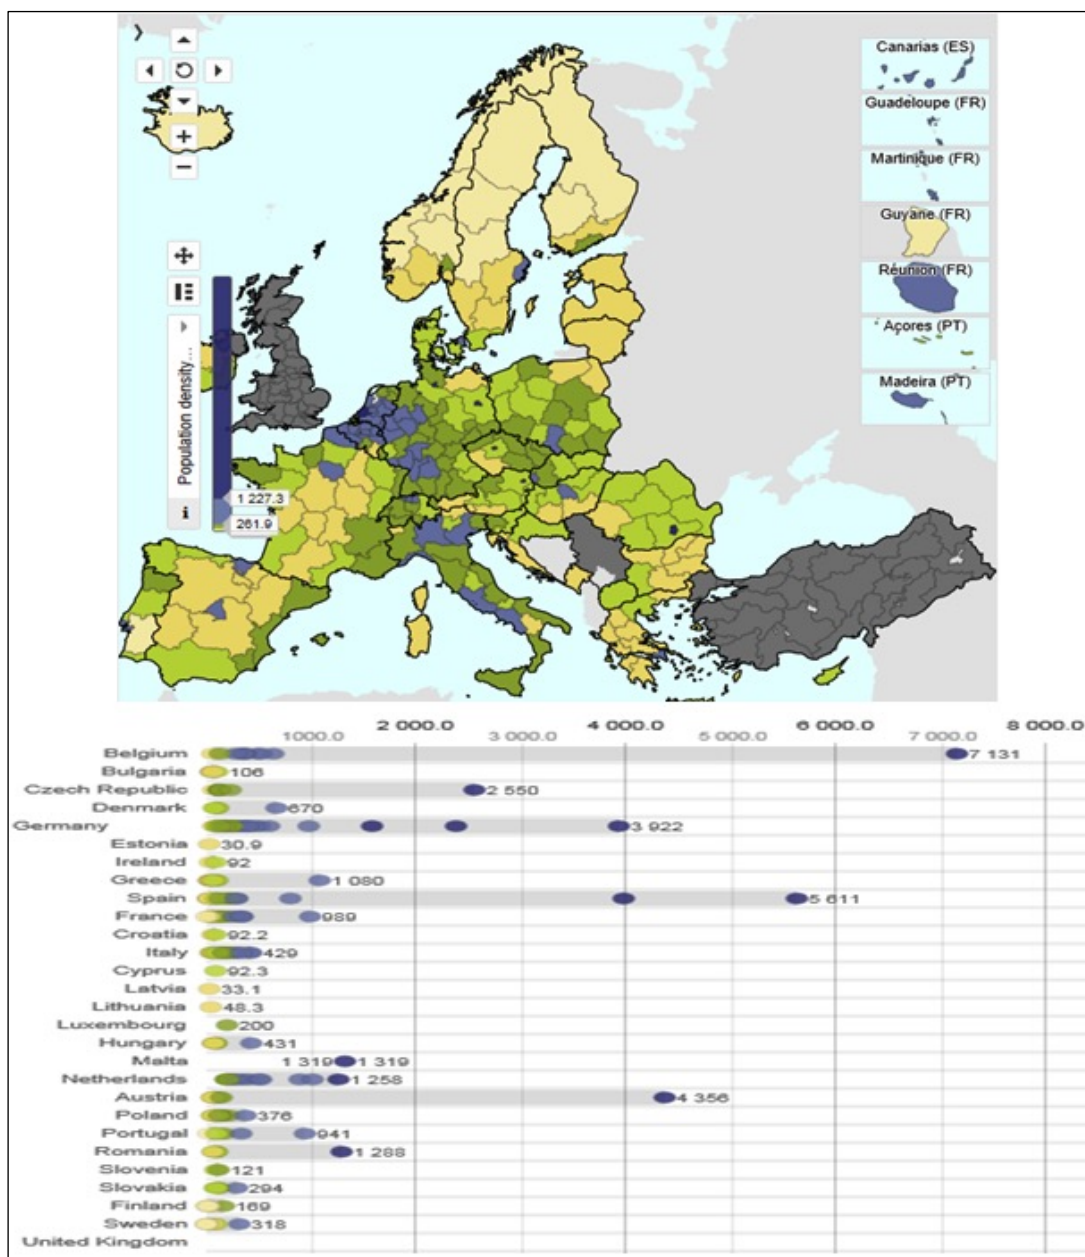 Canarias (ES)
Guadeloupe (FR)
Martinique (FR)
Guyane (FR)
Réunion (FR)
Açores (PT)
Madeira (PT)
Population density...
i
1 227.3
261.9
2 000.0 4 000.0 6 000.0 8 000.0
1000.0 3 000.0 5 000.0 7 000.0
Belgium 7 131
Bulgaria 106
Czech Republic 2 550
Denmark 670
Germany 3 922
Estonia 30.9
Ireland 92
Greece 1 080
Spain 5 611
France 989
Croatia 92.2
Italy 429
Cyprus 92.3
Latvia 33.1
Lithuania 48.3
Luxembourg 200
Hungary 431
Malta 1 319 1 319
Netherlands 1 258
Austria 4 356
Poland 376
Portugal 941
Romania 1 288
Slovenia 121
Slovakia 294
Finland 169
Sweden 318
United Kingdom